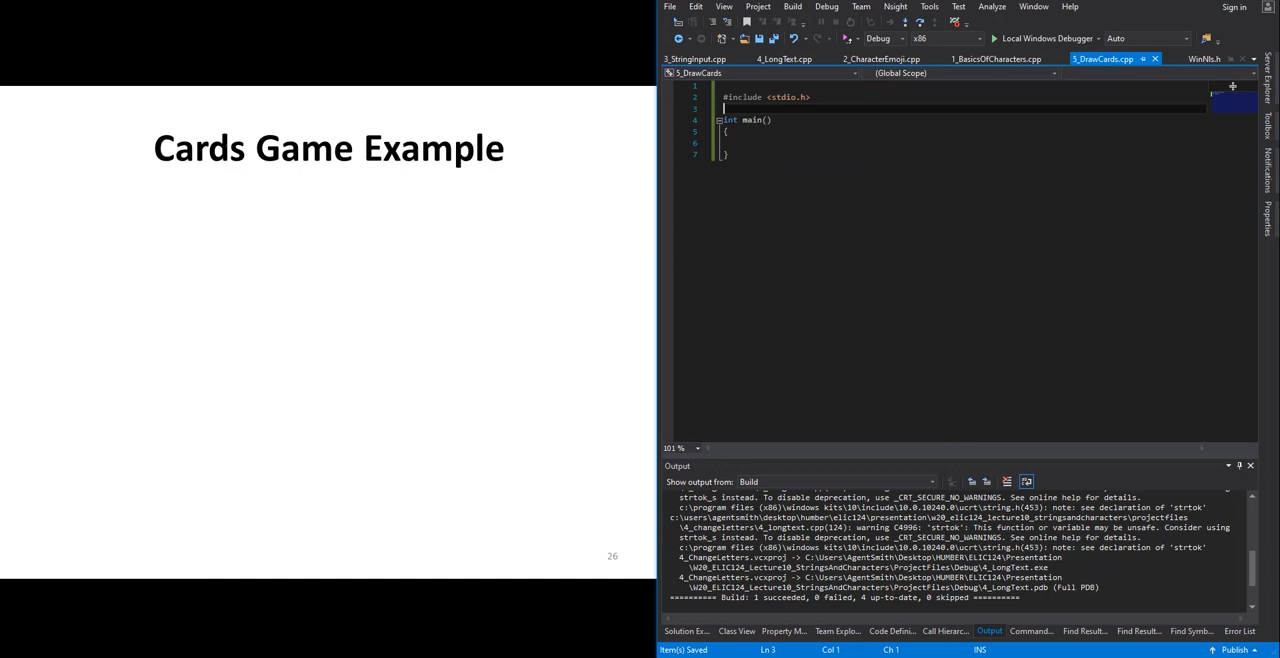 Cards Game Example
26
File Edit View Project Build Debug Team Nsight Tools Test Analyze Window Help Sign in
Debug x86 Local Windows Debugger Auto
3_StringInput.cpp 4_LongText.cpp 2_CharacterEmoji.cpp 1_BasicsOfCharacters.cpp 5_DrawCards.cpp WinNls.h
5_DrawCards (Global Scope)
1
2 #include <stdio.h>
3
4 int main()
5 {
6
7 }
101 %
Output
Show output from: Build
strtok_s instead. To disable deprecation, use _CRT_SECURE_NO_WARNINGS. See online help for details.
c:\program files (x86)\windows kits\10\include\10.0.10240.0\ucrt\string.h(453): note: see declaration of 'strtok'
c:\users\agentsmith\desktop\humber\elic124\presentation\w20_elic124_lecture10_stringsandcharacters\projectfiles
\4_changeletters\4_longtext.cpp(124): warning C4996: 'strtok': This function or variable may be unsafe. Consider using
strtok_s instead. To disable deprecation, use _CRT_SECURE_NO_WARNINGS. See online help for details.
c:\program files (x86)\windows kits\10\include\10.0.10240.0\ucrt\string.h(453): note: see declaration of 'strtok'
4_ChangeLetters.vcxproj -> C:\Users\AgentSmith\Desktop\HUMBER\ELIC124\Presentation
\W20_ELIC124_Lecture10_StringsAndCharacters\ProjectFiles\Debug\4_LongText.exe
4_ChangeLetters.vcxproj -> C:\Users\AgentSmith\Desktop\HUMBER\ELIC124\Presentation
\W20_ELIC124_Lecture10_StringsAndCharacters\ProjectFiles\Debug\4_LongText.pdb (Full PDB)
========== Build: 1 succeeded, 0 failed, 4 up-to-date, 0 skipped ==========
Solution Ex... Class View Property M... Team Explo... Code Defini... Call Hierarc... Output Command... Find Result... Find Result... Find Symb... Error List
Item(s) Saved Ln 3 Col 1 Ch 1 INS Publish
Server Explorer
Toolbox
Notifications
Properties